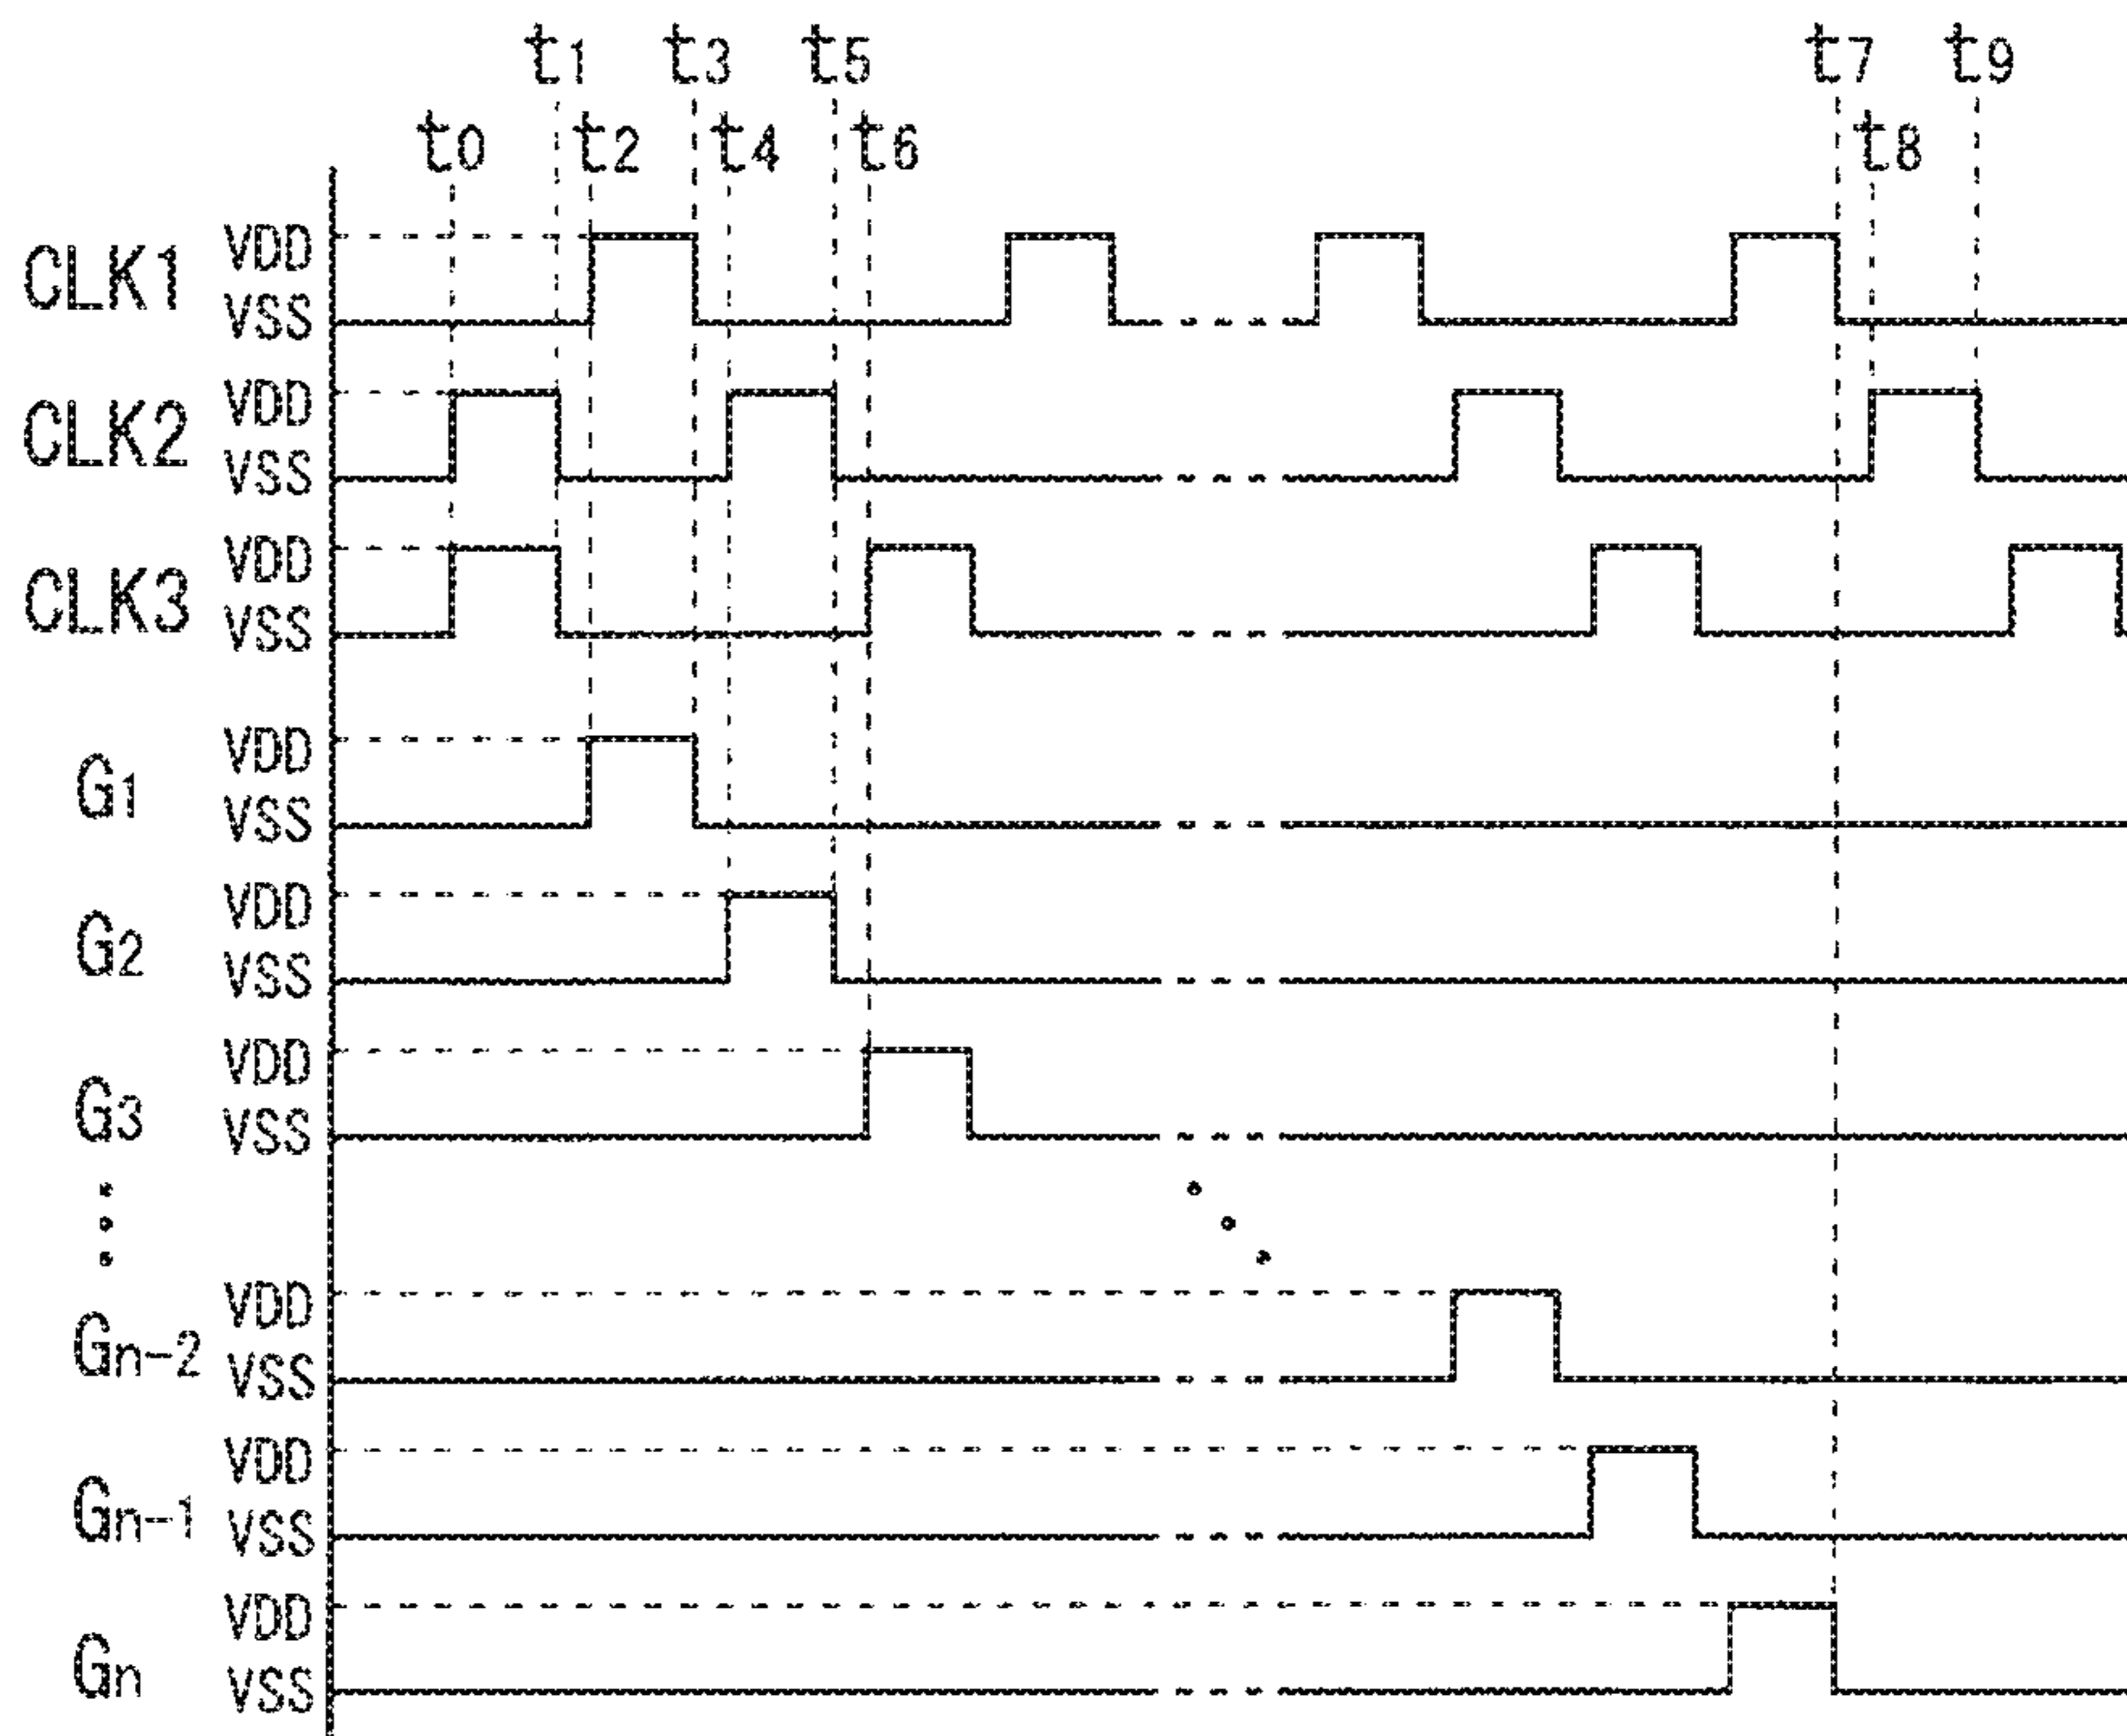 t1 t3 t5 t7 t9
t0 t2 t4 t6 t8
CLK1 VDD
VSS
CLK2 VDD
VSS
CLK3 VDD
VSS
G1 VDD
VSS
G2 VDD
VSS
G3 VDD
VSS
Gn-2 VDD
VSS
Gn-1 VDD
VSS
Gn VDD
VSS